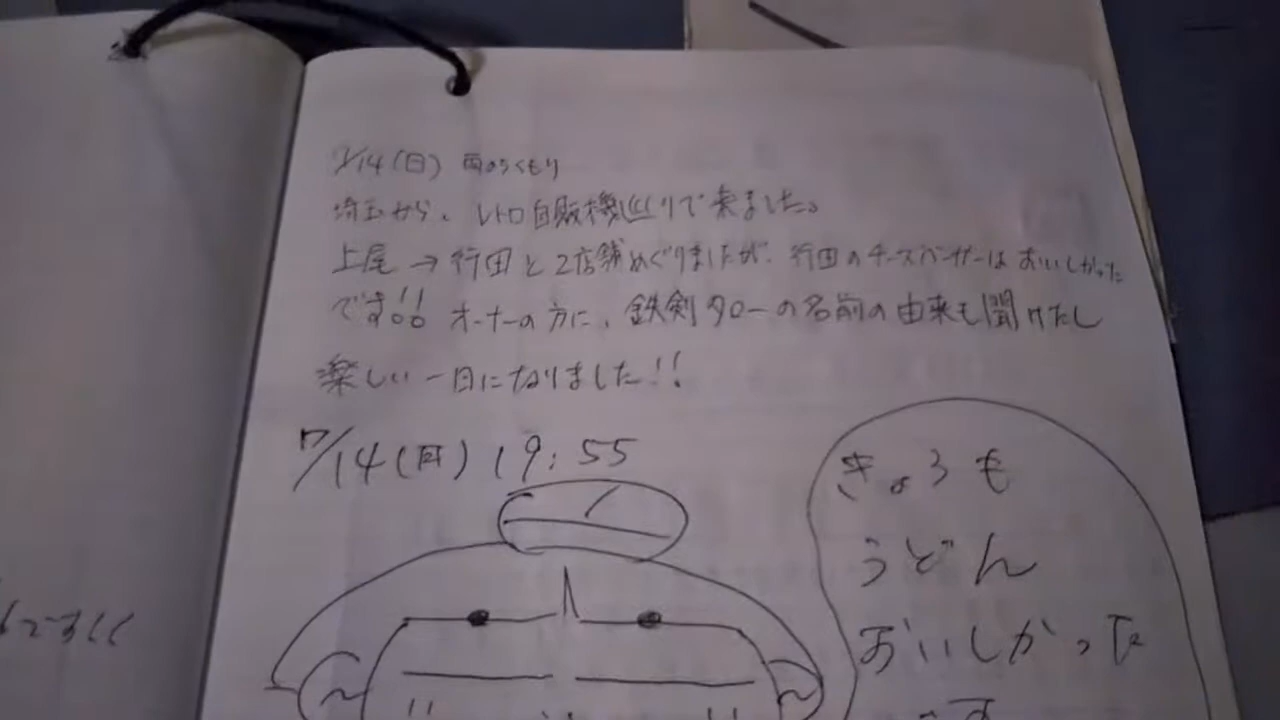 7/14(日) 雨のちくもり
埼玉から、レトロ自販機巡りで来ました。
上尾→行田と2店舗めぐりましたが、行田のチーズバーガーはおいしかった
です!! オーナーの方に、鉄剣タローの名前の由来も聞けたし
楽しい一日になりました!!
7/14(月) 19:55
きょうも
うどん
おいしかった